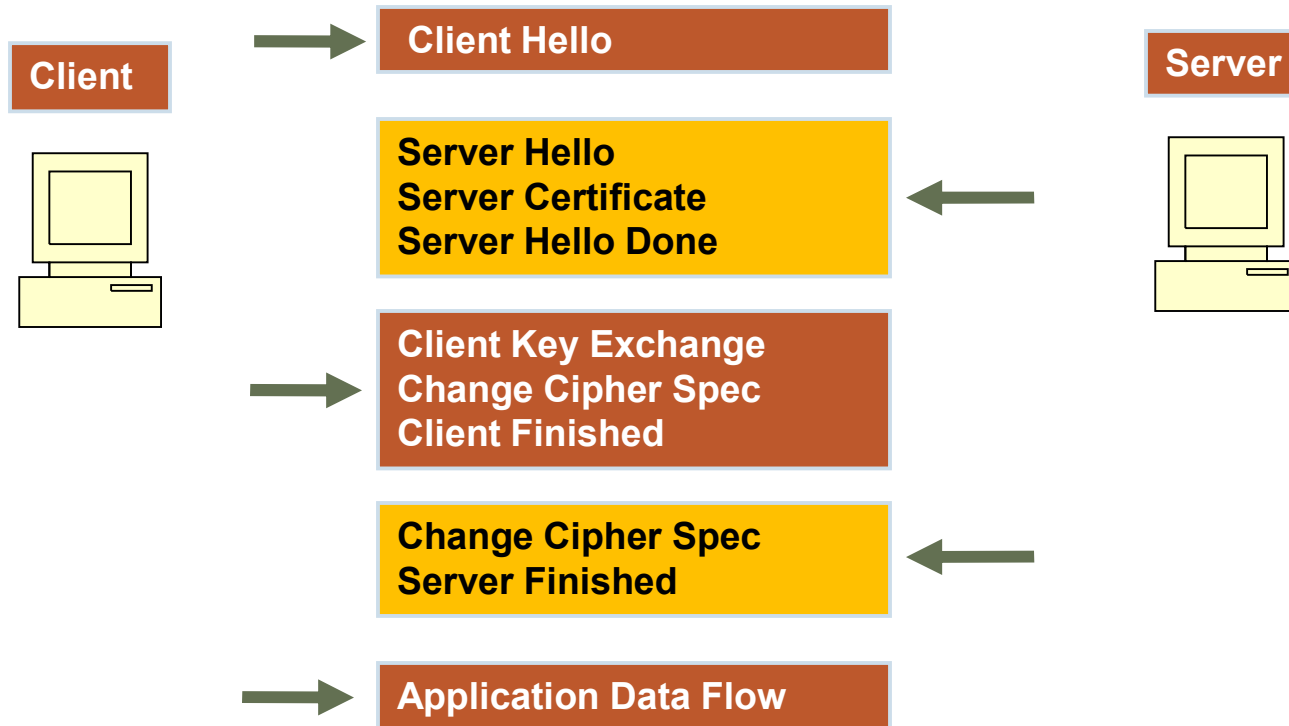 Client Hello
Client
Server
Server Hello
Server Certificate
Server Hello Done
Client Key Exchange
Change Cipher Spec
Client Finished
Change Cipher Spec
Server Finished
Application Data Flow